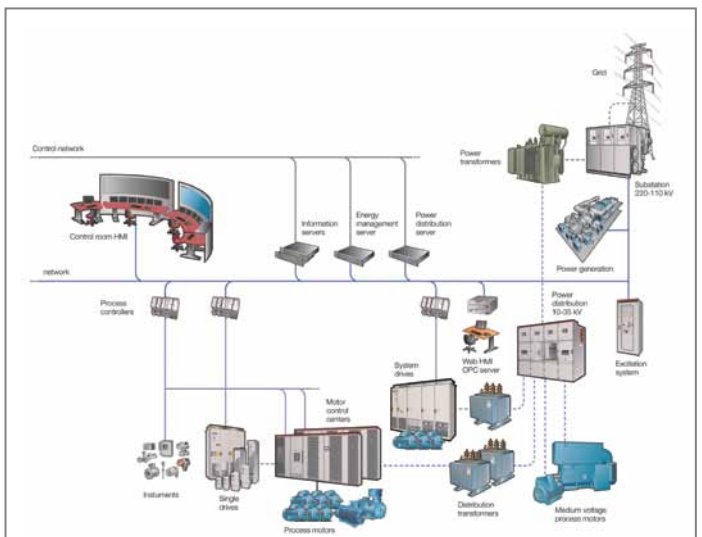 Grid
Control network
Power
transformers
Substation
220-110 kV
Control room HMI
Information
servers
Energy
management
server
Power
distribution
server
Power generation
network
Process
controllers
Power
distribution
10-35 kV
Web HMI
OPC server
Excitation
system
System
drives
Motor
control
centers
Instuments
Single
drives
Process motors
Distribution
transformers
Medium voltage
process motors